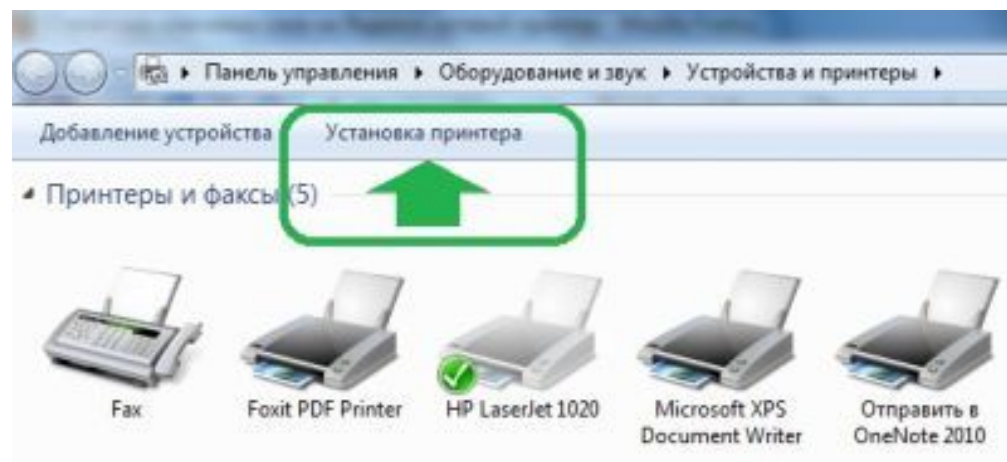 Панель управления ▸ Оборудование и звук ▸ Устройства и принтеры ▸
Добавление устройства Установка принтера
Принтеры и факсы (5)
Fax Foxit PDF Printer HP LaserJet 1020 Microsoft XPS Отправить в
Document Writer OneNote 2010